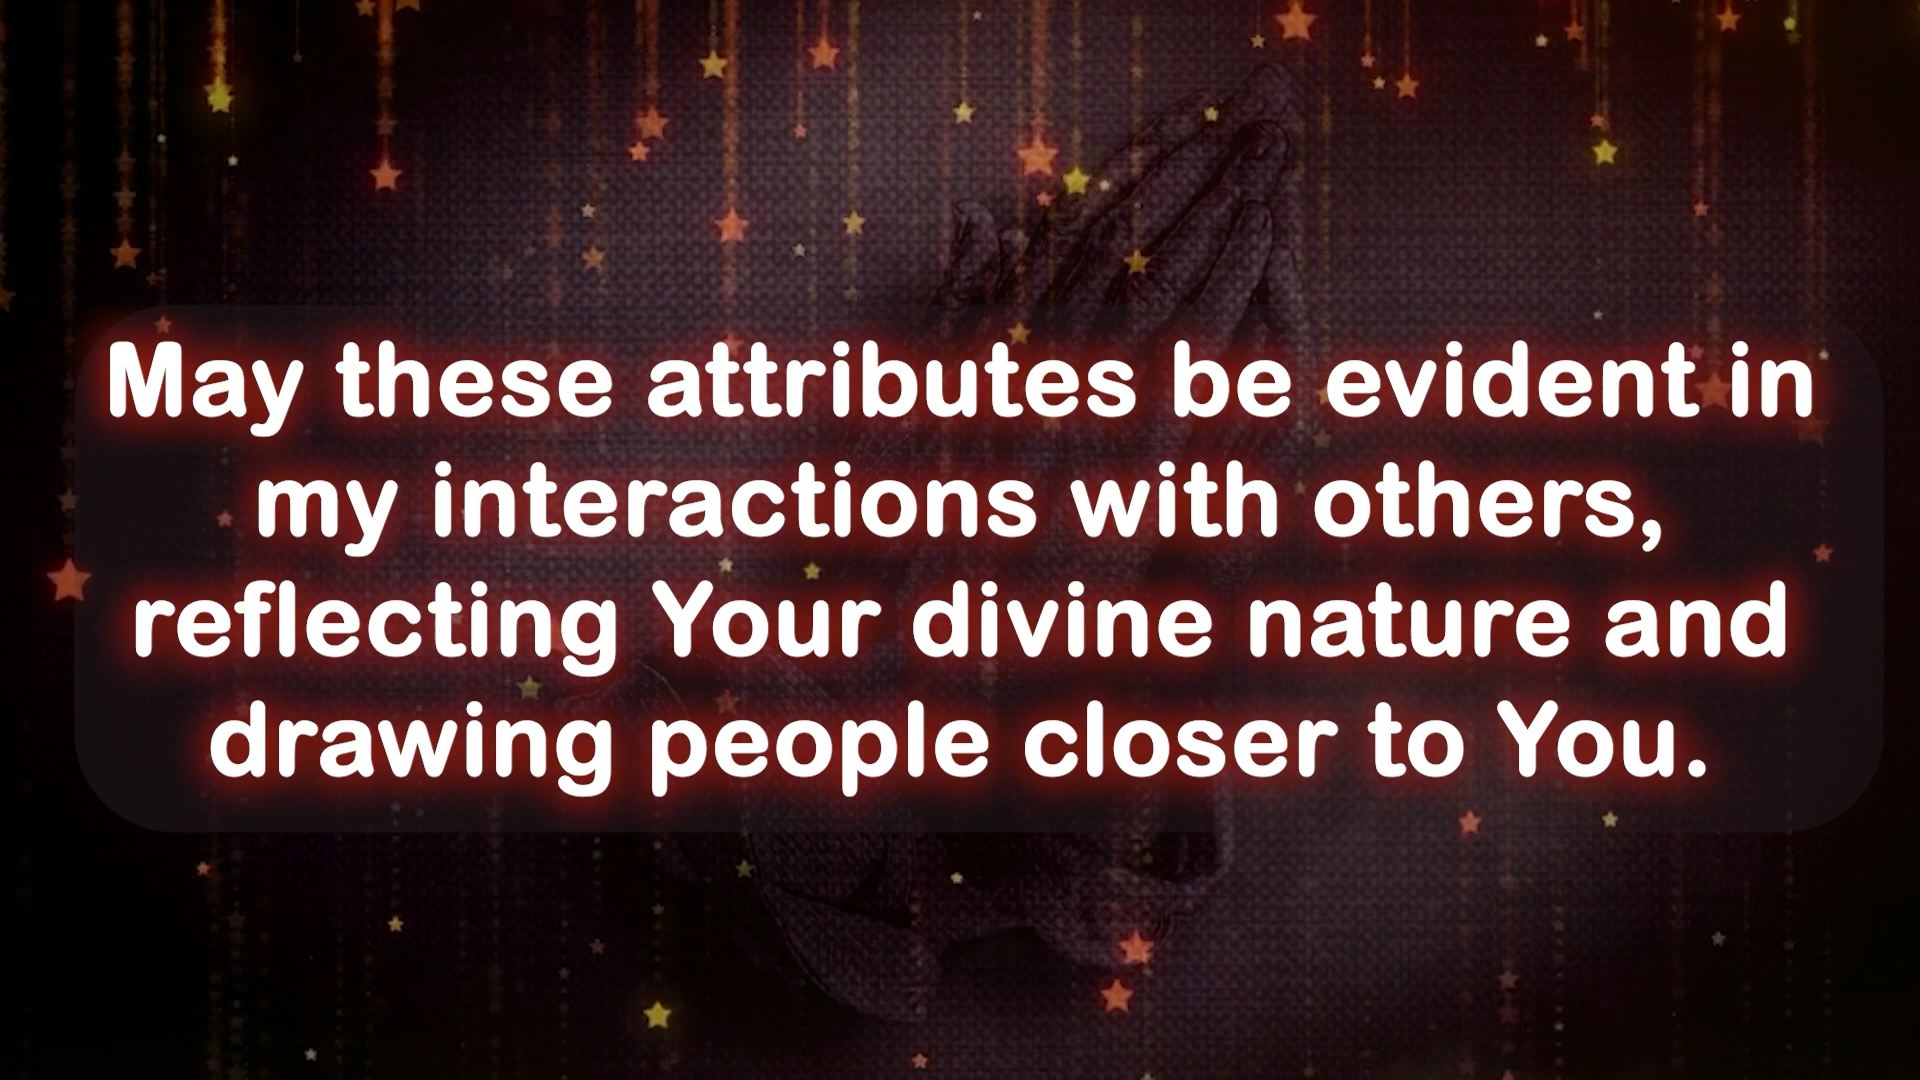 May these attributes be evident in
my interactions with others,
reflecting Your divine nature and
drawing people closer to You.